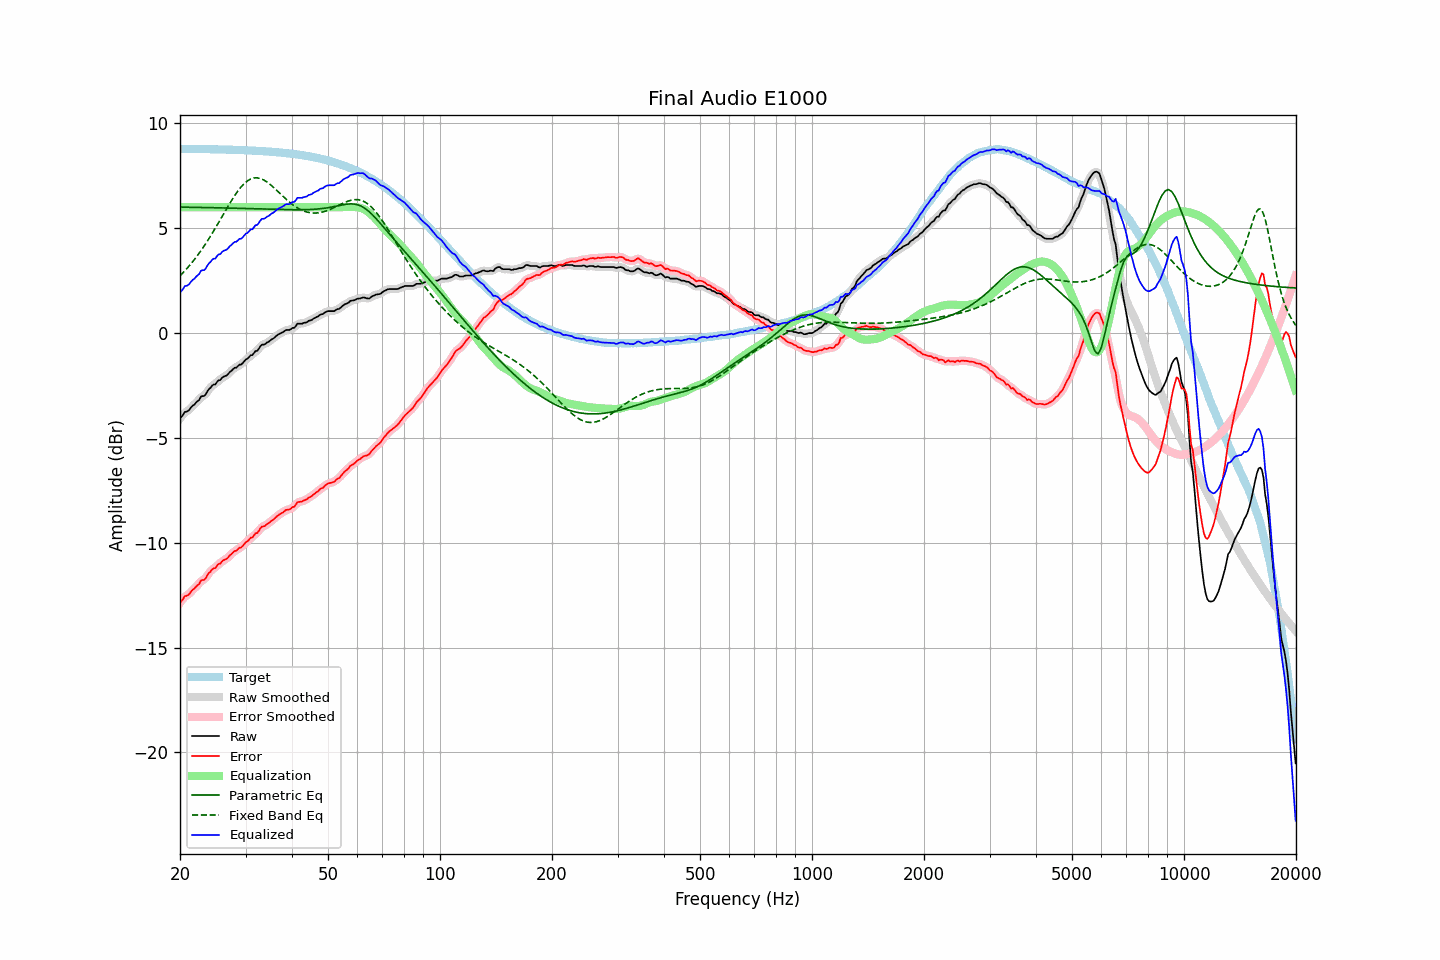 Final Audio E1000
Amplitude (dBr)
10
5
0
−5
−10
−15
−20
Target
Raw Smoothed
Error Smoothed
Raw
Error
Equalization
Parametric Eq
Fixed Band Eq
Equalized
20 50 100 200 500 1000 2000 5000 10000 20000
Frequency (Hz)